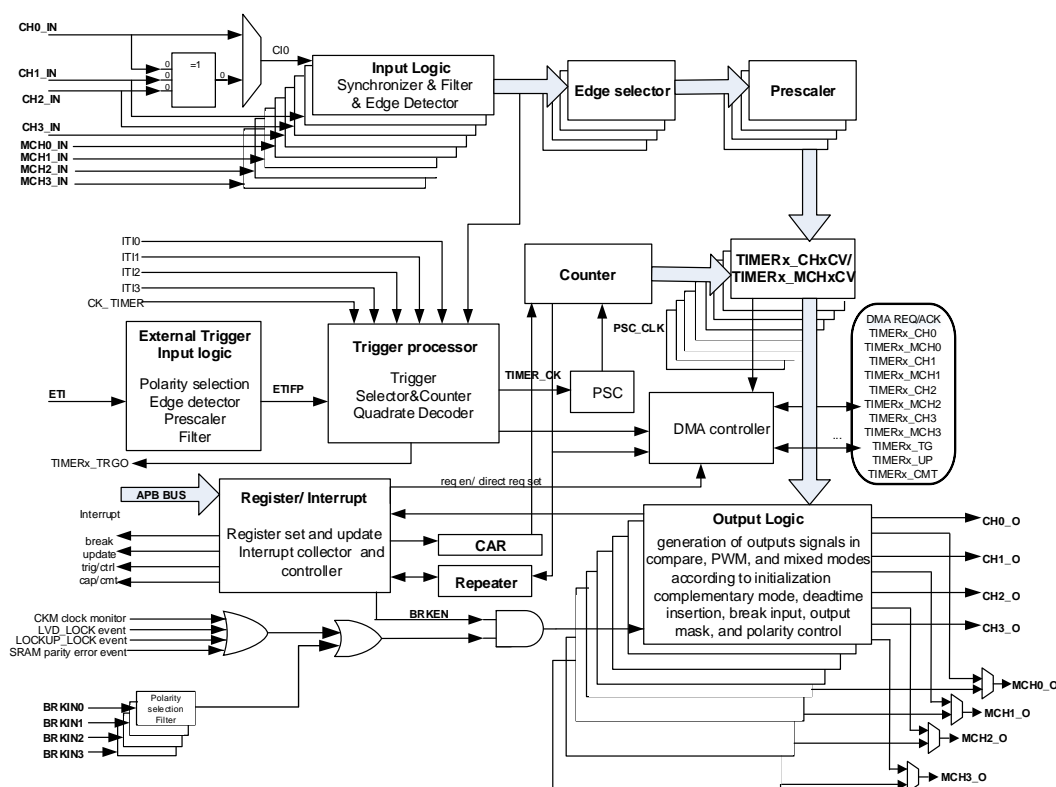 CH0_IN
CI0
=1
0
0
0
0
CH1_IN
CH2_IN
CH3_IN
MCH0_IN
MCH1_IN
MCH2_IN
MCH3_IN
Input Logic
Synchronizer & Filter
& Edge Detector
Edge selector
Prescaler
ITI0
ITI1
ITI2
ITI3
CK_TIMER
Counter
TIMERx_CHxCV/
TIMERx_MCHxCV
External Trigger
Input logic
Polarity selection
Edge detector
Prescaler
Filter
ETI
ETIFP
Trigger processor
Trigger
Selector&Counter
Quadrate Decoder
TIMER_CK
PSC
PSC_CLK
DMA controller
DMA REQ/ACK
TIMERx_CH0
TIMERx_MCH0
TIMERx_CH1
TIMERx_MCH1
TIMERx_CH2
TIMERx_MCH2
TIMERx_CH3
TIMERx_MCH3
TIMERx_TG
TIMERx_UP
TIMERx_CMT
...
TIMERx_TRGO
APB BUS
Interrupt
break
update
trig/ctrl
cap/cmt
Register/ Interrupt
Register set and update
Interrupt collector and
controller
req en/ direct req set
CAR
Repeater
BRKEN
Output Logic
generation of outputs signals in
compare, PWM, and mixed modes
according to initialization
complementary mode, deadtime
insertion, break input, output
mask, and polarity control
CH0_O
CH1_O
CH2_O
CH3_O
MCH0_O
MCH1_O
MCH2_O
MCH3_O
CKM clock monitor
LVD_LOCK event
LOCKUP_LOCK event
SRAM parity error event
BRKIN0
BRKIN1
BRKIN2
BRKIN3
Polarity
selection
Filter